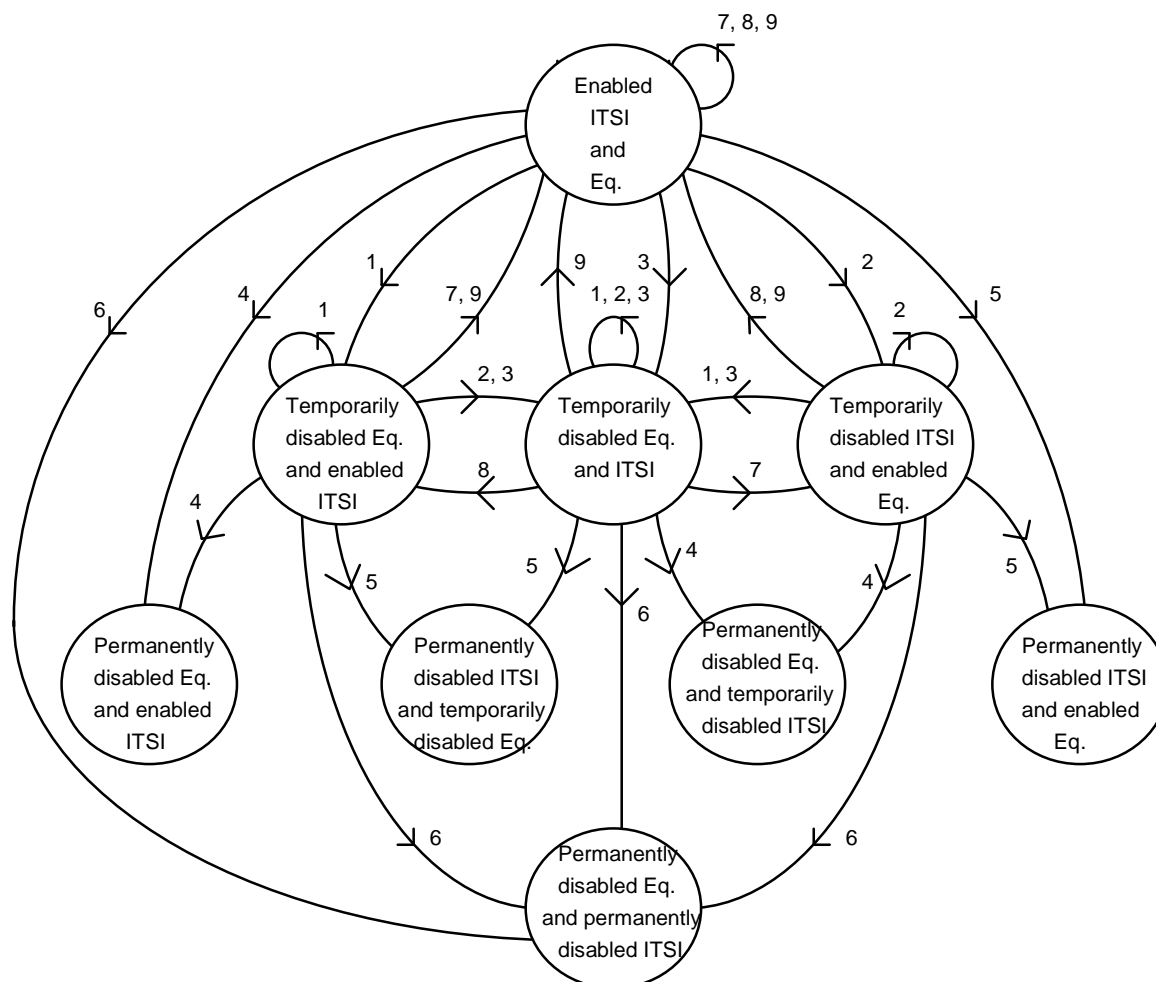 7, 8, 9
Enabled
ITSI
and
Eq.
6
4
1
7, 9
9
3
8, 9
2
5
1
1, 2, 3
2
2, 3
1, 3
Temporarily
disabled Eq.
and enabled
ITSI
Temporarily
disabled Eq.
and ITSI
Temporarily
disabled ITSI
and enabled
Eq.
8
7
4
5
5
6
4
4
5
Permanently
disabled Eq.
and enabled
ITSI
Permanently
disabled ITSI
and temporarily
disabled Eq.
Permanently
disabled Eq.
and temporarily
disabled ITSI
Permanently
disabled ITSI
and enabled
Eq.
6
6
Permanently
disabled Eq.
and permanently
disabled ITSI